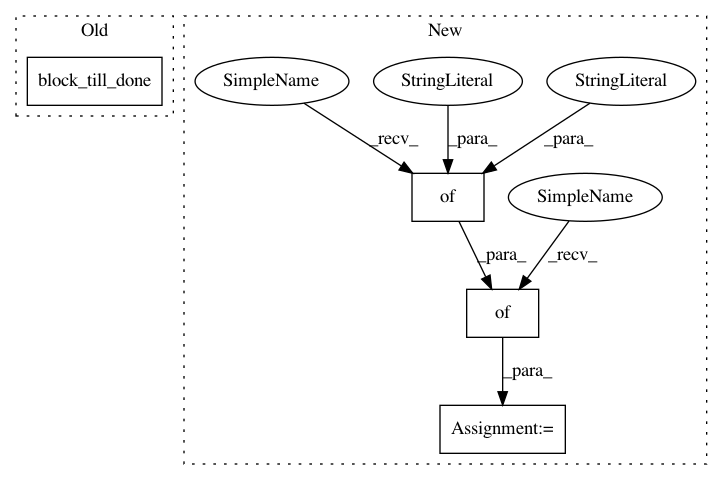 Old
New
block_till_done
SimpleName
StringLiteral
StringLiteral
_recv_
_para_
_para_
of
SimpleName
_para_
_recv_
of
_para_
Assignment:=